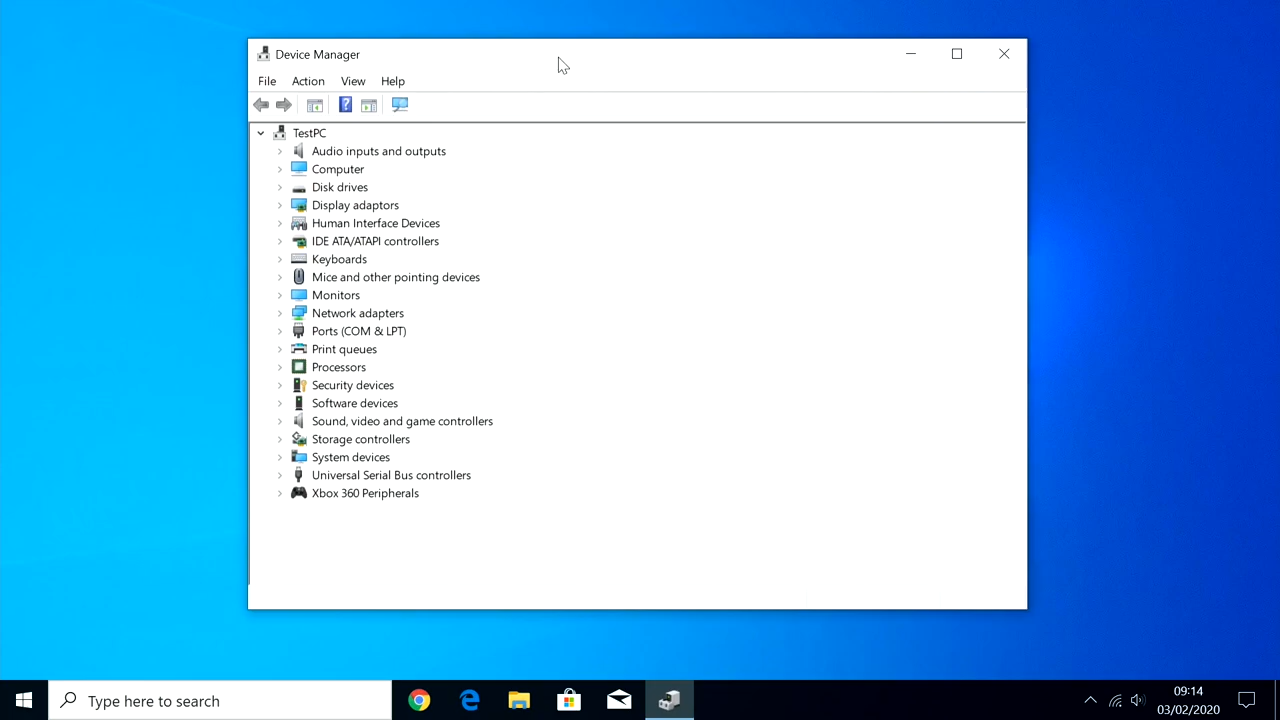 Device Manager
File Action View Help
TestPC
Audio inputs and outputs
Computer
Disk drives
Display adaptors
Human Interface Devices
IDE ATA/ATAPI controllers
Keyboards
Mice and other pointing devices
Monitors
Network adapters
Ports (COM & LPT)
Print queues
Processors
Security devices
Software devices
Sound, video and game controllers
Storage controllers
System devices
Universal Serial Bus controllers
Xbox 360 Peripherals
Type here to search
09:14
03/02/2020